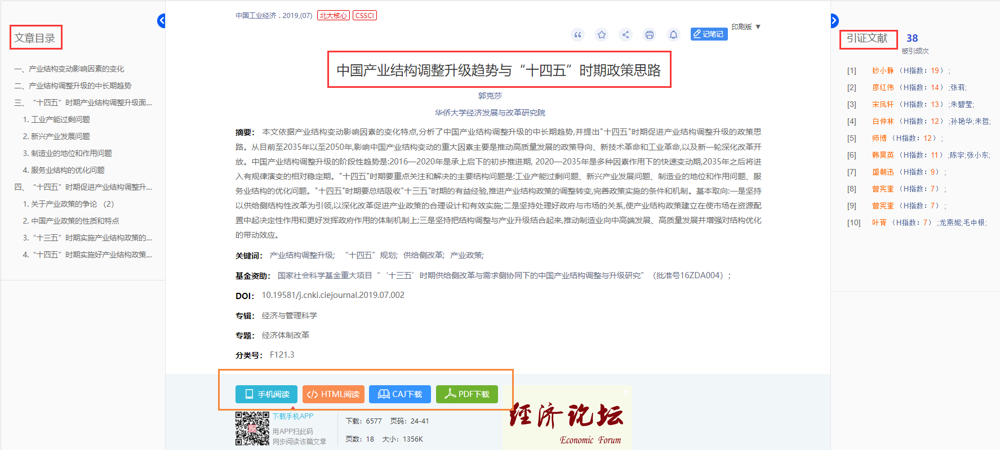 文章目录
一、产业结构变动影响因素的变化
二、产业结构调整升级的中长期趋势
三、“十四五”时期产业结构调整升级面...
1. 工业产能过剩问题
2. 新兴产业发展问题
3. 制造业的地位和作用问题
4. 服务业结构的优化问题
四、“十四五”时期促进产业结构调整升...
1. 关于产业政策的争论 （2）
2. 中国产业政策的性质和特点
3. “十三五”时期实施产业结构政策的...
4. “十四五”时期实施好产业结构政策...
中国工业经济 . 2019,(07) 北大核心 CSSCI
记笔记 印刷版 ▼
中国产业结构调整升级趋势与“十四五”时期政策思路
郭克莎
华侨大学经济发展与改革研究院
摘要： 本文依据产业结构变动影响因素的变化特点,分析了中国产业结构调整升级的中长期趋势,并提出"十四五"时期促进产业结构调整升级的政策思
路。从目前至2035年以至2050年,影响中国产业结构变动的重大因素主要是推动高质量发展的政策导向、新技术革命和工业革命,以及新一轮深化改革开
放。中国产业结构调整升级的阶段性趋势是:2016—2020年是承上启下的初步推进期, 2020—2035年是多种因素作用下的快速变动期,2035年之后将进
入有规律演变的相对稳定期。"十四五"时期要重点关注和解决的主要结构问题是:工业产能过剩问题、新兴产业发展问题、制造业的地位和作用问题、服
务业结构的优化问题。"十四五"时期要总结吸收"十三五"时期的有益经验,推进产业结构政策的调整转变,完善政策实施的条件和机制。基本取向:一是坚持
以供给侧结构性改革为引领,以深化改革促进产业政策的合理设计和有效实施;二是坚持处理好政府与市场的关系,使产业结构政策建立在使市场在资源配
置中起决定性作用和更好发挥政府作用的体制机制上;三是坚持把结构调整与产业升级结合起来,推动制造业向中高端发展、高质量发展并增强对结构优化
的带动效应。
关键词： 产业结构调整升级; “十四五”规划; 供给侧改革; 产业政策;
基金资助： 国家社会科学基金重大项目“‘十三五’时期供给侧改革与需求侧协同下的中国产业结构调整与升级研究”（批准号16ZDA004）;
DOI： 10.19581/j.cnki.ciejournal.2019.07.002
专辑： 经济与管理科学
专题： 经济体制改革
分类号： F121.3
手机阅读 HTML阅读 CAJ下载 PDF下载
下载手机APP
用APP扫此码
同步阅读该篇文章
下载：6577 页码：24-41
页数：18 大小：1356K
经济论坛
Economic Forum
x
引证文献 38
被引频次
[1] 钞小静 （H指数：19） ;
[2] 廖红伟 （H指数：14） ;张莉;
[3] 宋凤轩 （H指数：13） ;朱碧莹;
[4] 白仲林 （H指数：12） ;孙艳华;未哲;
[5] 师博 （H指数：12） ;
[6] 韩昊英 （H指数：11） ;陈宇;张小东;
[7] 盛朝迅 （H指数：9） ;
[8] 曾宪奎 （H指数：7） ;
[9] 曾宪奎 （H指数：7） ;
[10] 叶胥 （H指数：7） ;龙燕妮;毛中根;